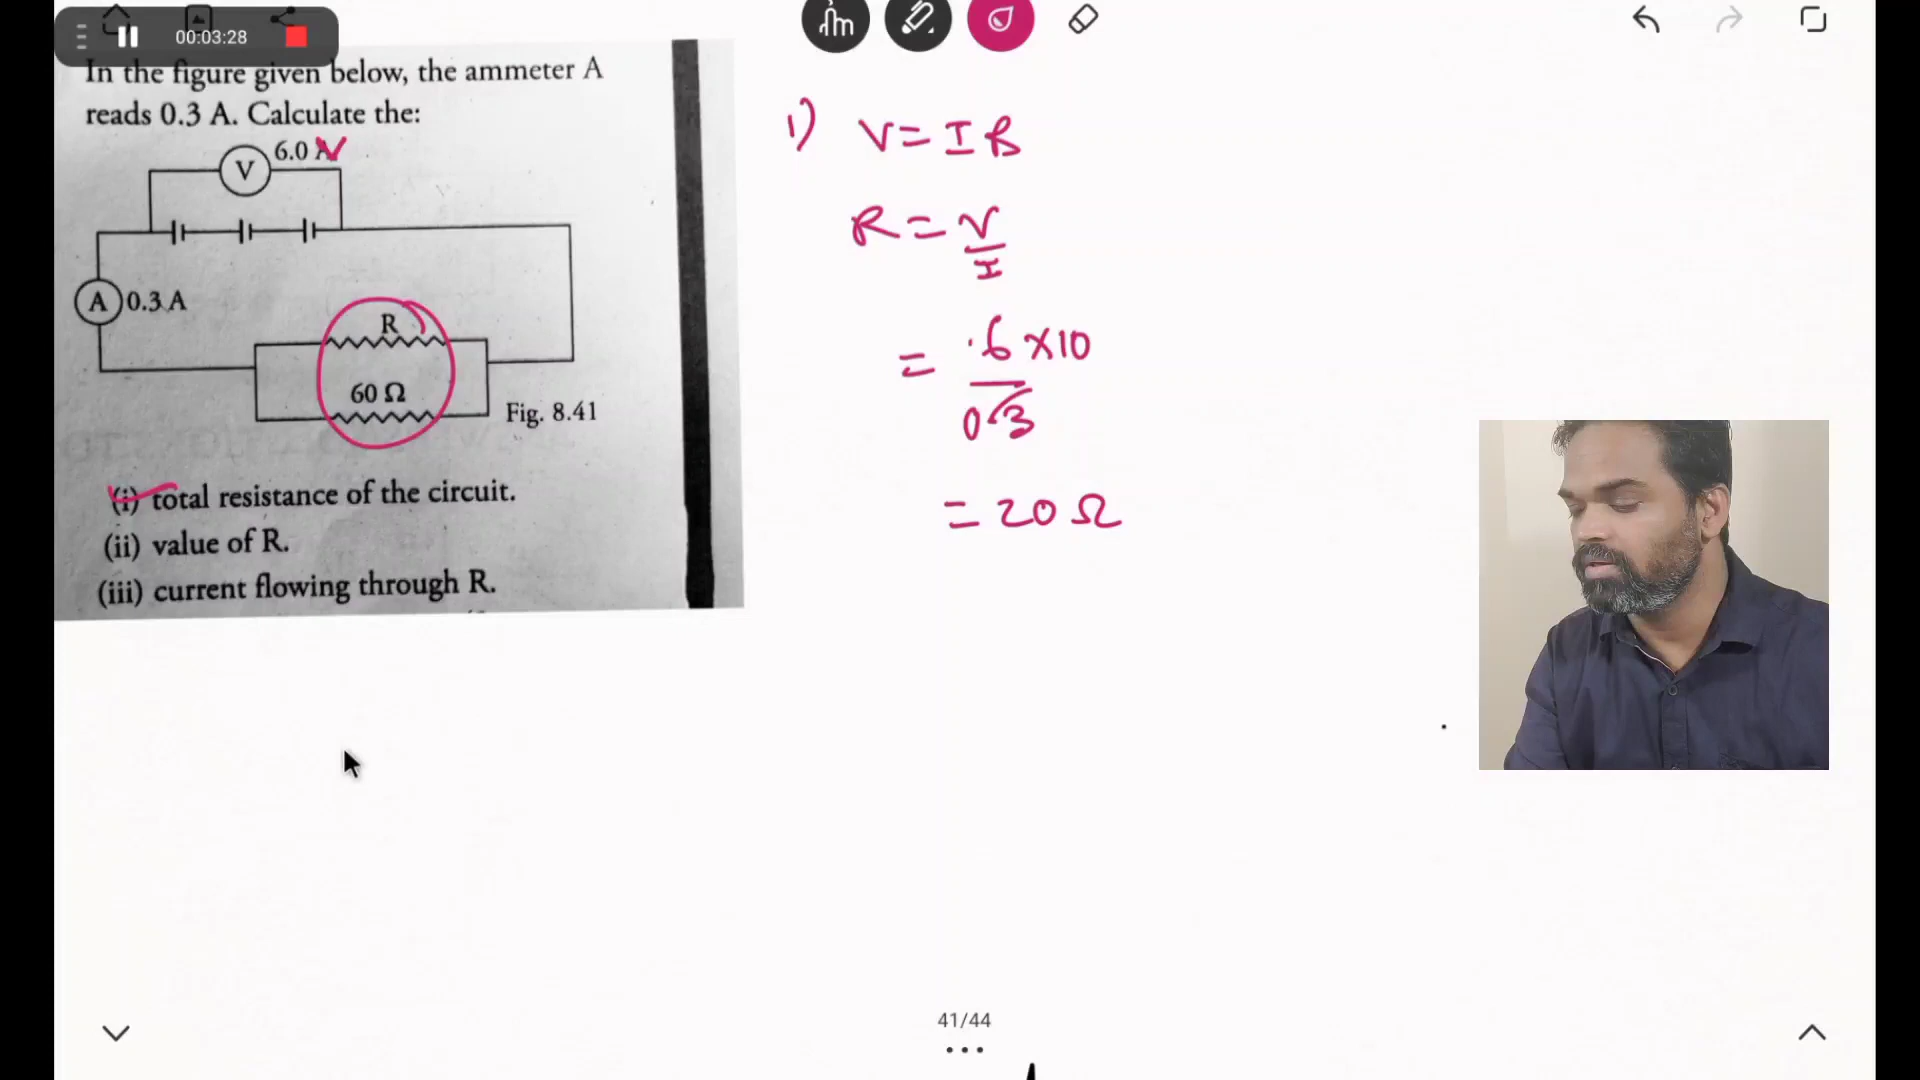 00:03:28
In the figure given below, the ammeter A
reads 0.3 A. Calculate the:
6.0 V
V
A 0.3 A
R
60 Ω
Fig. 8.41
(i) total resistance of the circuit.
(ii) value of R.
(iii) current flowing through R.
1) V = I R
R = V
I
= 6 × 10
0.3
= 20 Ω
41/44